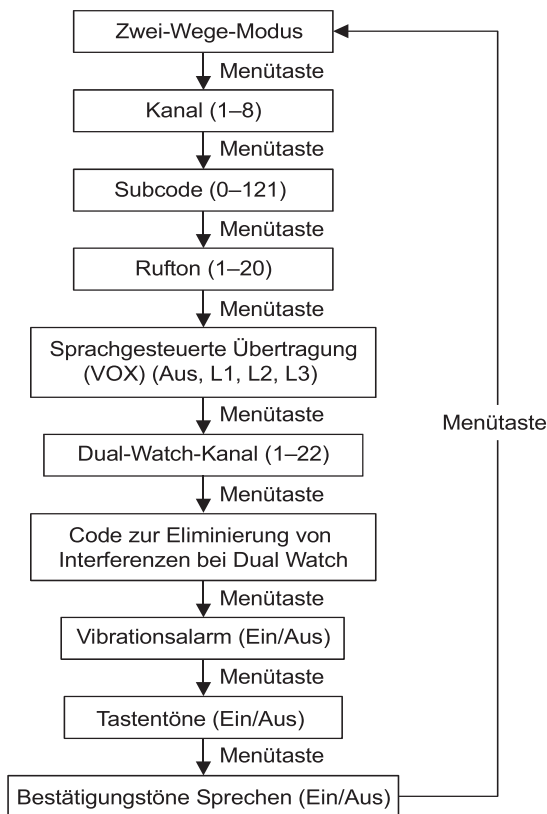 Zwei-Wege-Modus
Menütaste
Kanal (1–8)
Menütaste
Subcode (0–121)
Menütaste
Rufton (1–20)
Menütaste
Sprachgesteuerte Übertragung
(VOX) (Aus, L1, L2, L3)
Menütaste
Menütaste
Dual-Watch-Kanal (1–22)
Menütaste
Code zur Eliminierung von
Interferenzen bei Dual Watch
Menütaste
Vibrationsalarm (Ein/Aus)
Menütaste
Tastentöne (Ein/Aus)
Menütaste
Bestätigungstöne Sprechen (Ein/Aus)